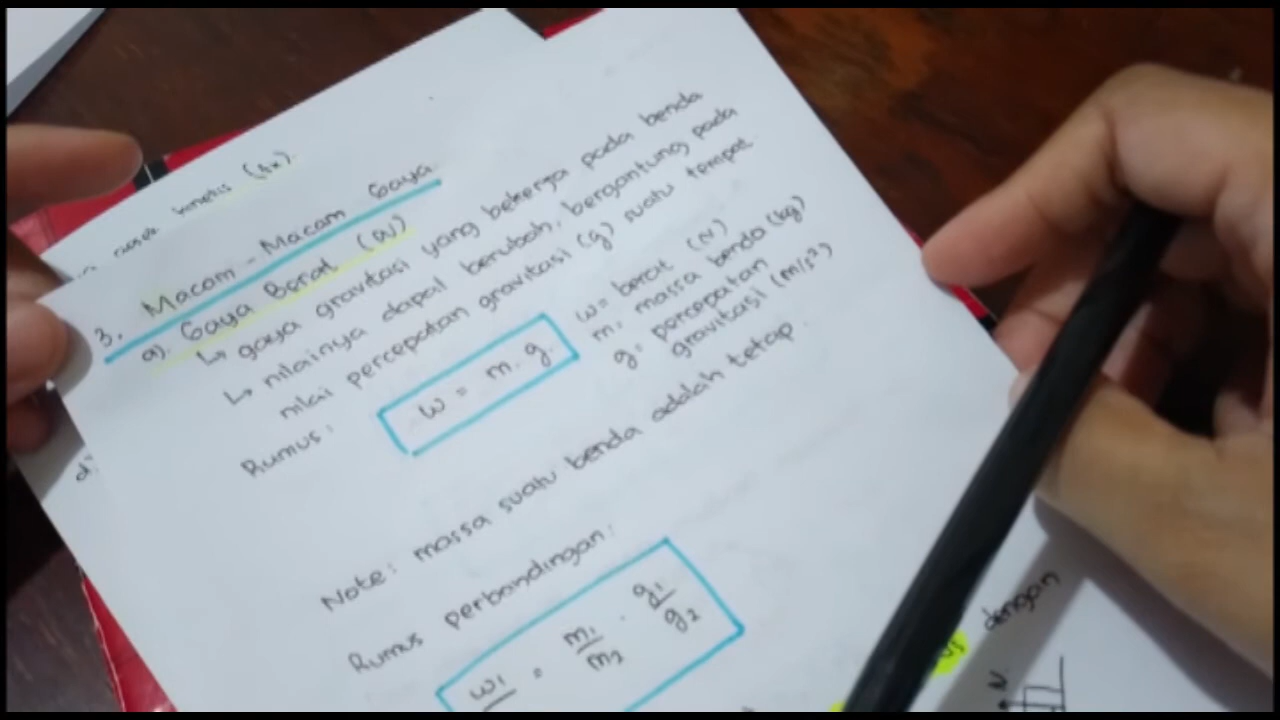 kinetis (fk)
3. Macam - Macam Gaya
a). Gaya Berat (W)
↳ gaya gravitasi yang bekerja pada benda
↳ nilainya dapat berubah, bergantung pada
nilai percepatan gravitasi (g) suatu tempat
Rumus: w = m. g.
w = berat (N)
m = massa benda (kg)
g = percepatan
gravitasi (m/s²)
Note: massa suatu benda adalah tetap.
Rumus perbandingan:
w1 = m1/m2 . g1/g2
dengan
N